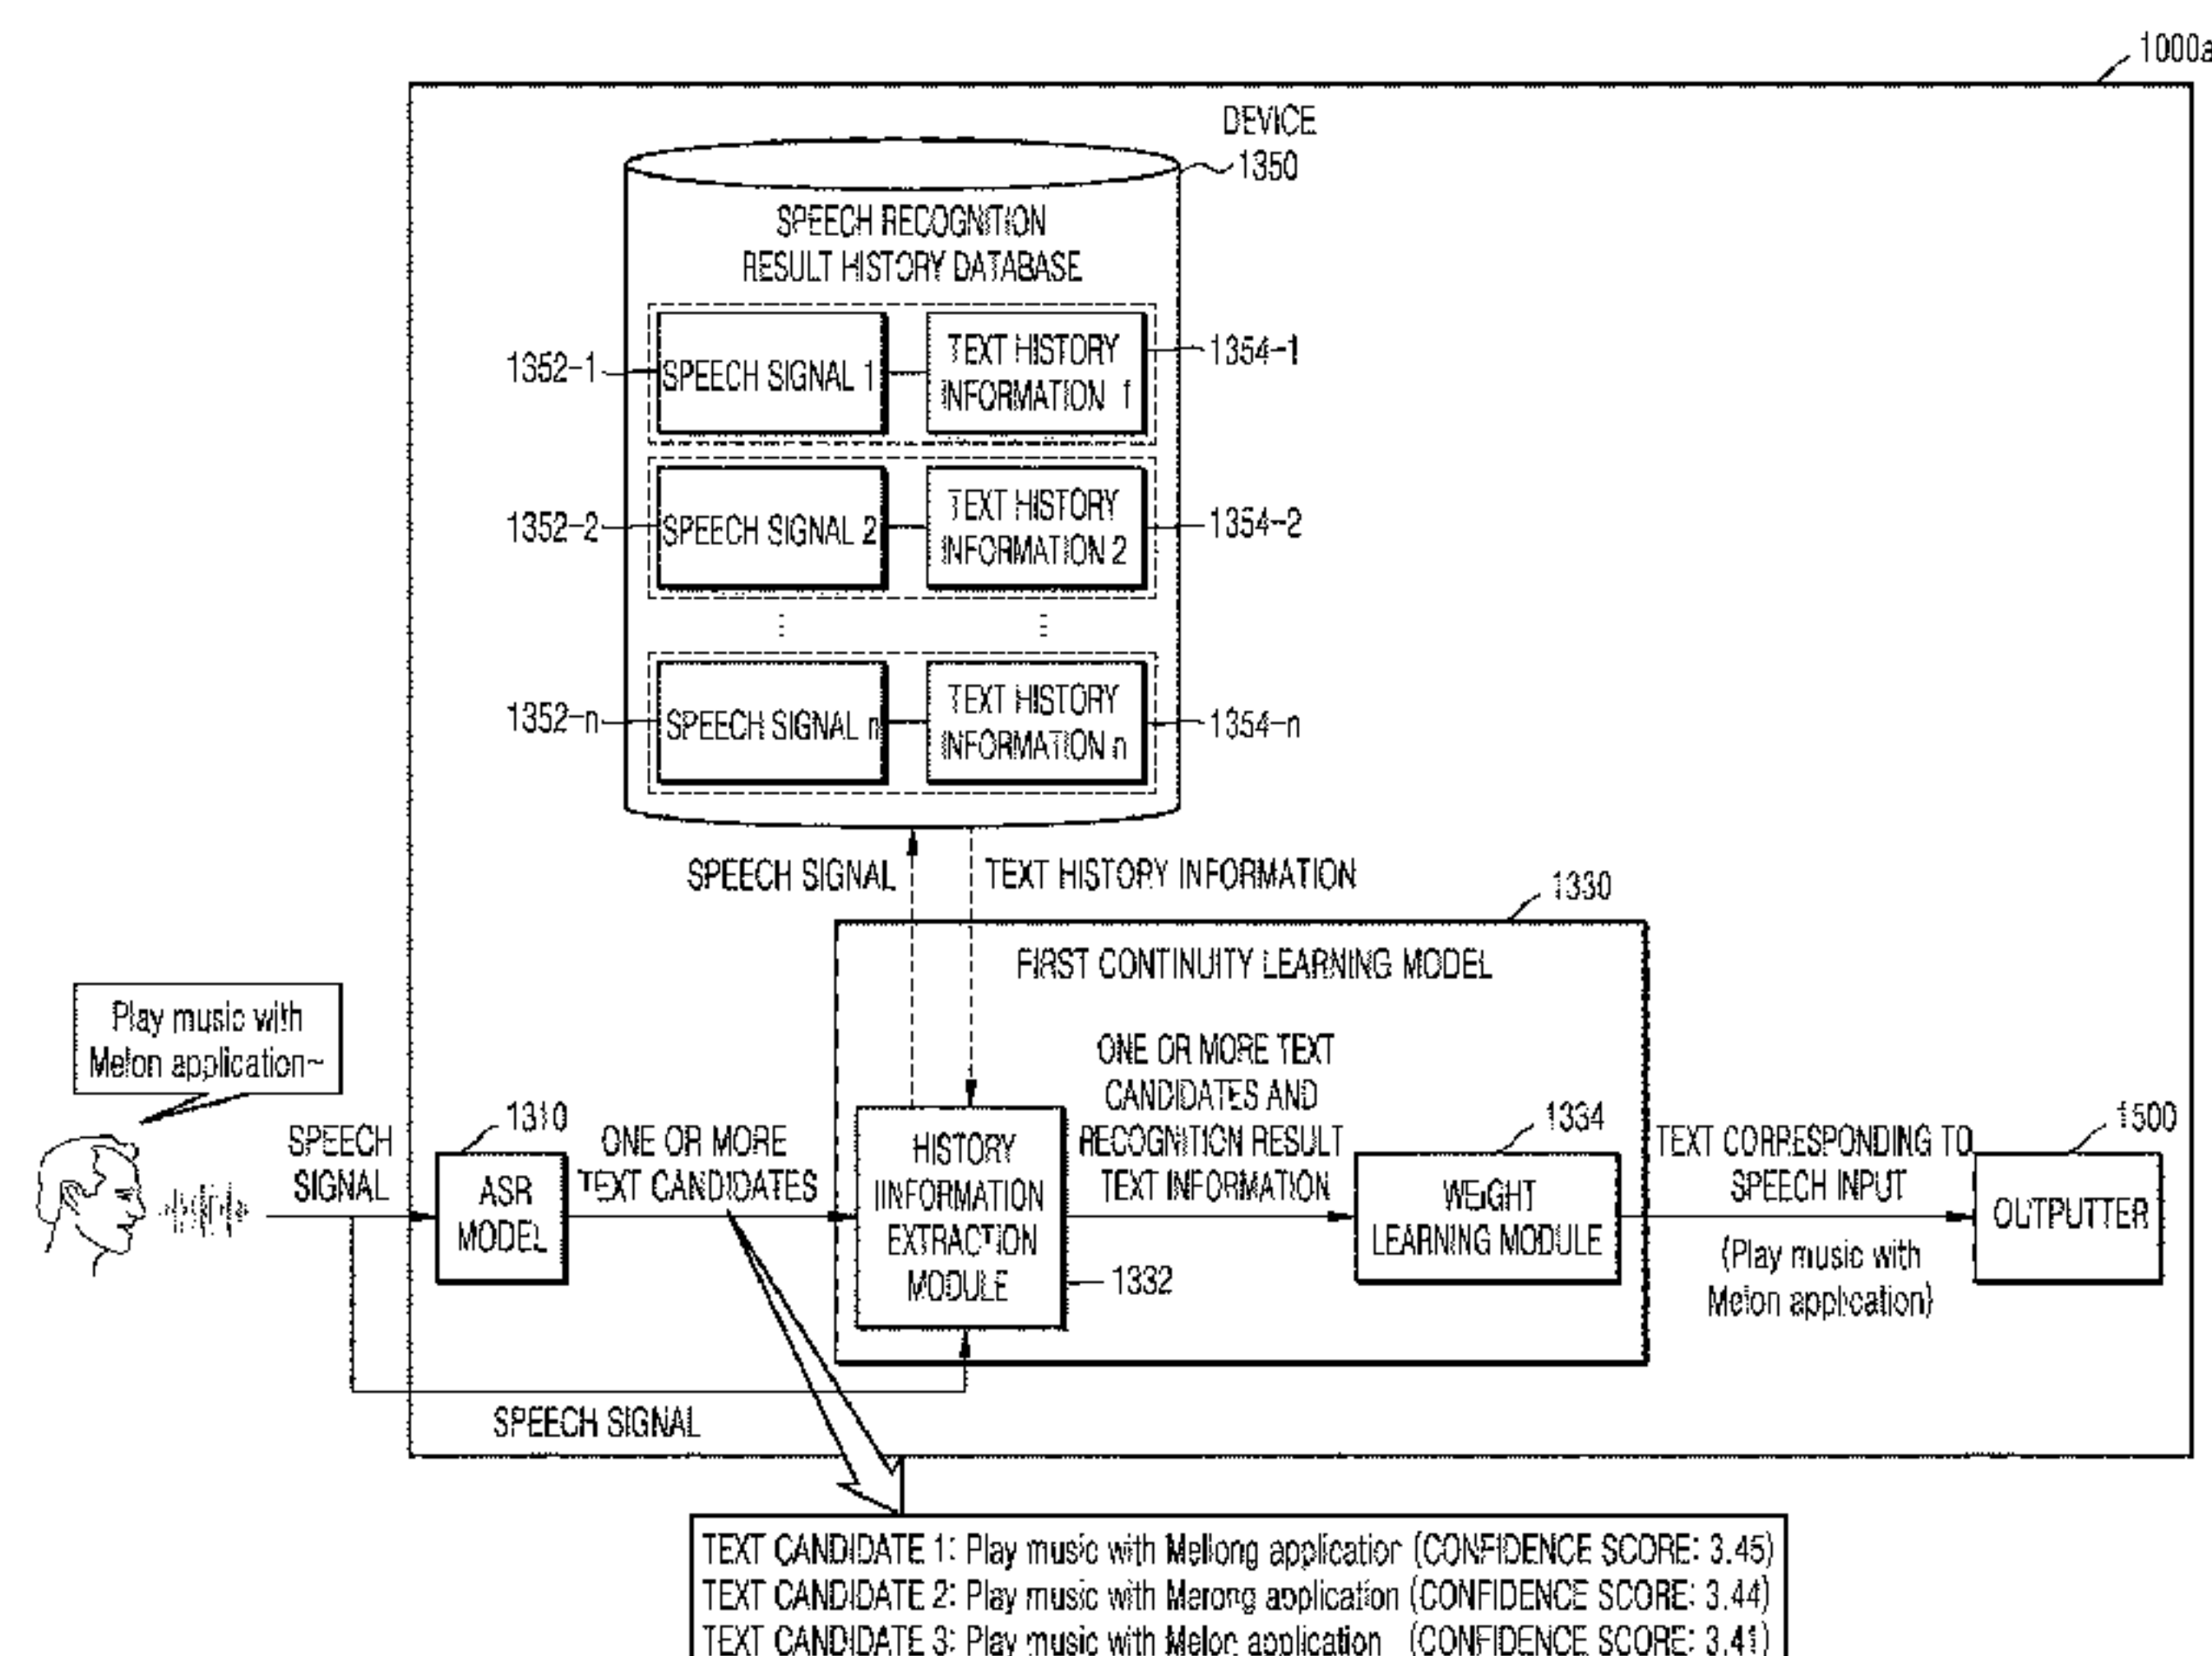 1000a
DEVICE
1350
SPEECH RECOGNITION
RESULT HISTORY DATABASE
1352-1
SPEECH SIGNAL 1
TEXT HISTORY
INFORMATION 1
1354-1
1352-2
SPEECH SIGNAL 2
TEXT HISTORY
INFORMATION 2
1354-2
1352-n
SPEECH SIGNAL n
TEXT HISTORY
INFORMATION n
1354-n
SPEECH SIGNAL
TEXT HISTORY INFORMATION
1330
FIRST CONTINUITY LEARNING MODEL
Play music with
Melon application~
SPEECH
SIGNAL
1310
ASR
MODEL
ONE OR MORE
TEXT CANDIDATES
HISTORY
IINFORMATION
EXTRACTION
MODULE
1332
ONE OR MORE TEXT
CANDIDATES AND
RECOGNITION RESULT
TEXT INFORMATION
1334
WEIGHT
LEARNING MODULE
TEXT CORRESPONDING TO
SPEECH INPUT
(Play music with
Melon application)
1500
OUTPUTTER
SPEECH SIGNAL
TEXT CANDIDATE 1: Play music with Mellong application (CONFIDENCE SCORE: 3.45)
TEXT CANDIDATE 2: Play music with Marong application (CONFIDENCE SCORE: 3.44)
TEXT CANDIDATE 3: Play music with Melon application (CONFIDENCE SCORE: 3.41)